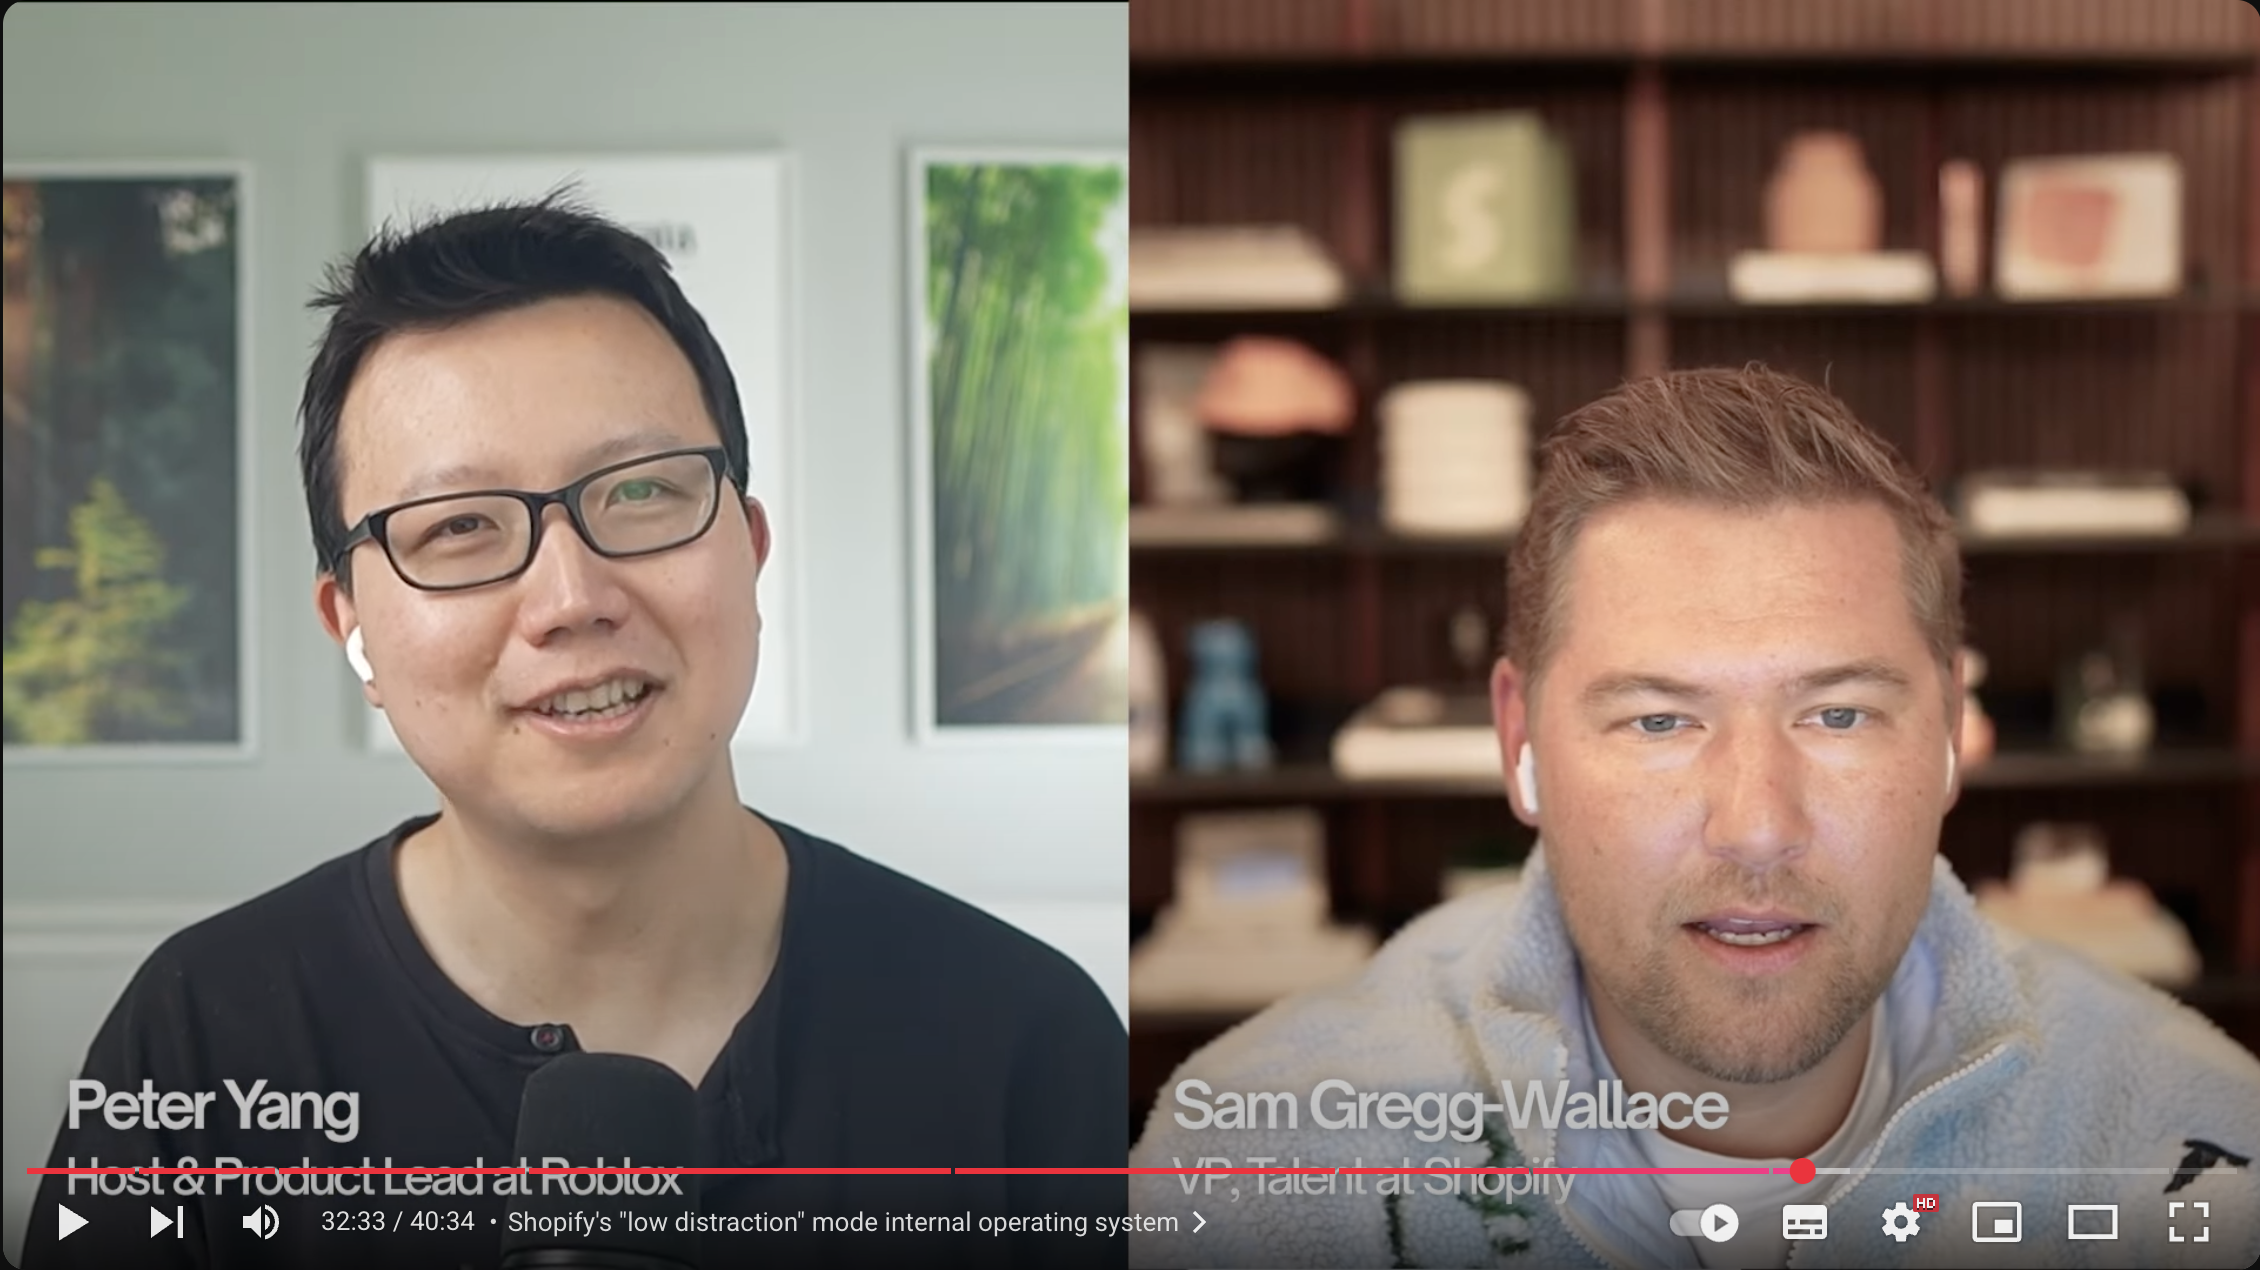 S
Peter Yang
Host & Product Lead at Roblox
Sam Gregg-Wallace
VP, Talent at Shopify
32:33 / 40:34 • Shopify's "low distraction" mode internal operating system
HD